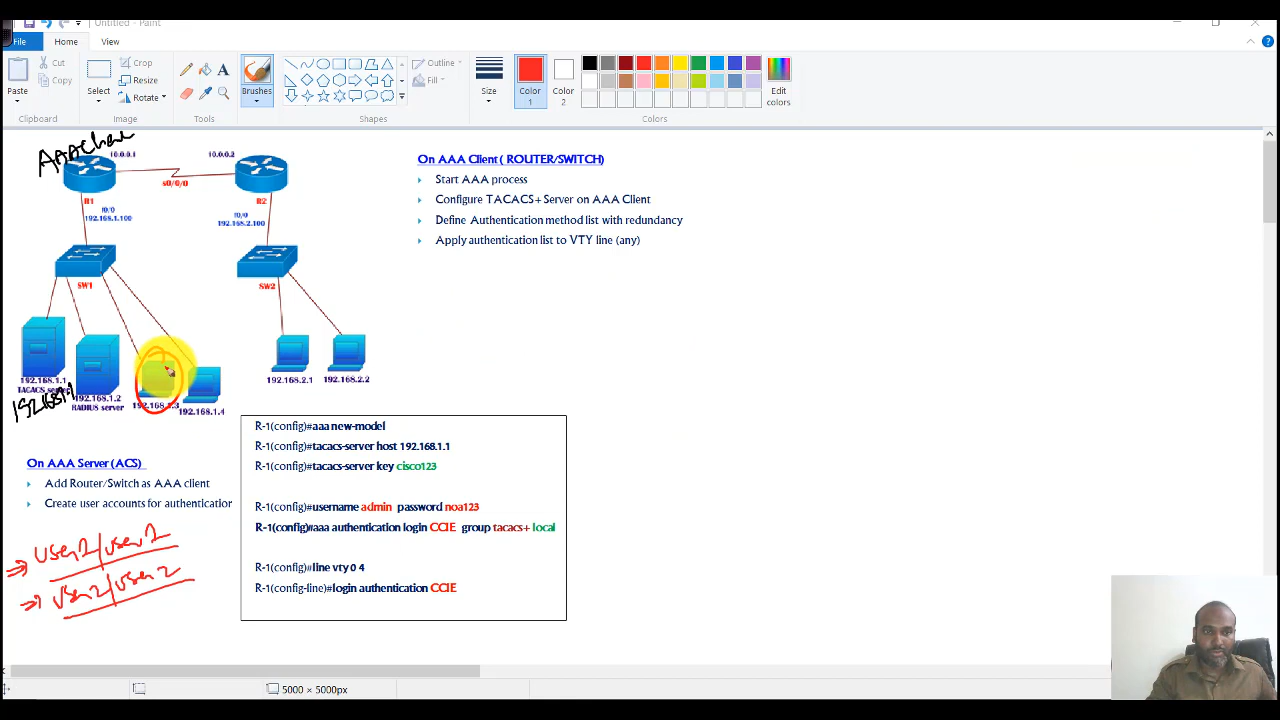 Untitled - Paint
File Home View
Cut
Copy
Paste
Clipboard
Crop
Resize
Rotate
Select
Image
Tools
Brushes
Outline
Fill
Shapes
Size
Color 1
Color 2
Edit colors
Colors
AAA
10.0.0.1
10.0.0.2
s0/0/0
R1
R2
f0/0
192.168.1.100
f0/0
192.168.2.100
SW1
SW2
192.168.1.1
TACACS server
192.168.1.2
RADIUS server
192.168.1.3
192.168.1.4
192.168.2.1
192.168.2.2
On AAA Client ( ROUTER/SWITCH)
Start AAA process
Configure TACACS+ Server on AAA Client
Define Authentication method list with redundancy
Apply authentication list to VTY line (any)
On AAA Server (ACS)
Add Router/Switch as AAA client
Create user accounts for authentication
user1/user1
user2/user2
R-1(config)#aaa new-model
R-1(config)#tacacs-server host 192.168.1.1
R-1(config)#tacacs-server key cisco123
R-1(config)#username admin password noa123
R-1(config)#aaa authentication login CCIE group tacacs+ local
R-1(config)#line vty 0 4
R-1(config-line)#login authentication CCIE
5000 × 5000px